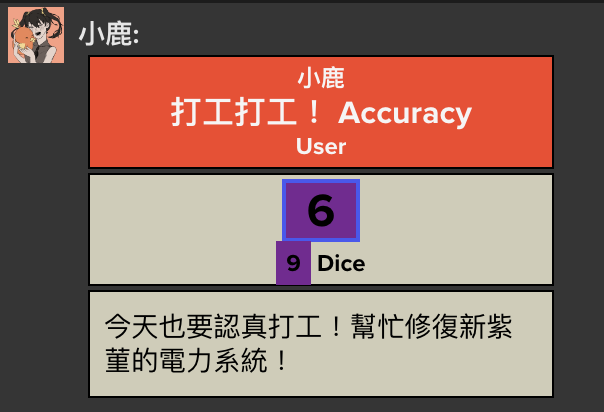 小鹿:
小鹿
打工打工！ Accuracy
User
6
9 Dice
今天也要認真打工！幫忙修復新紫
菫的電力系統！